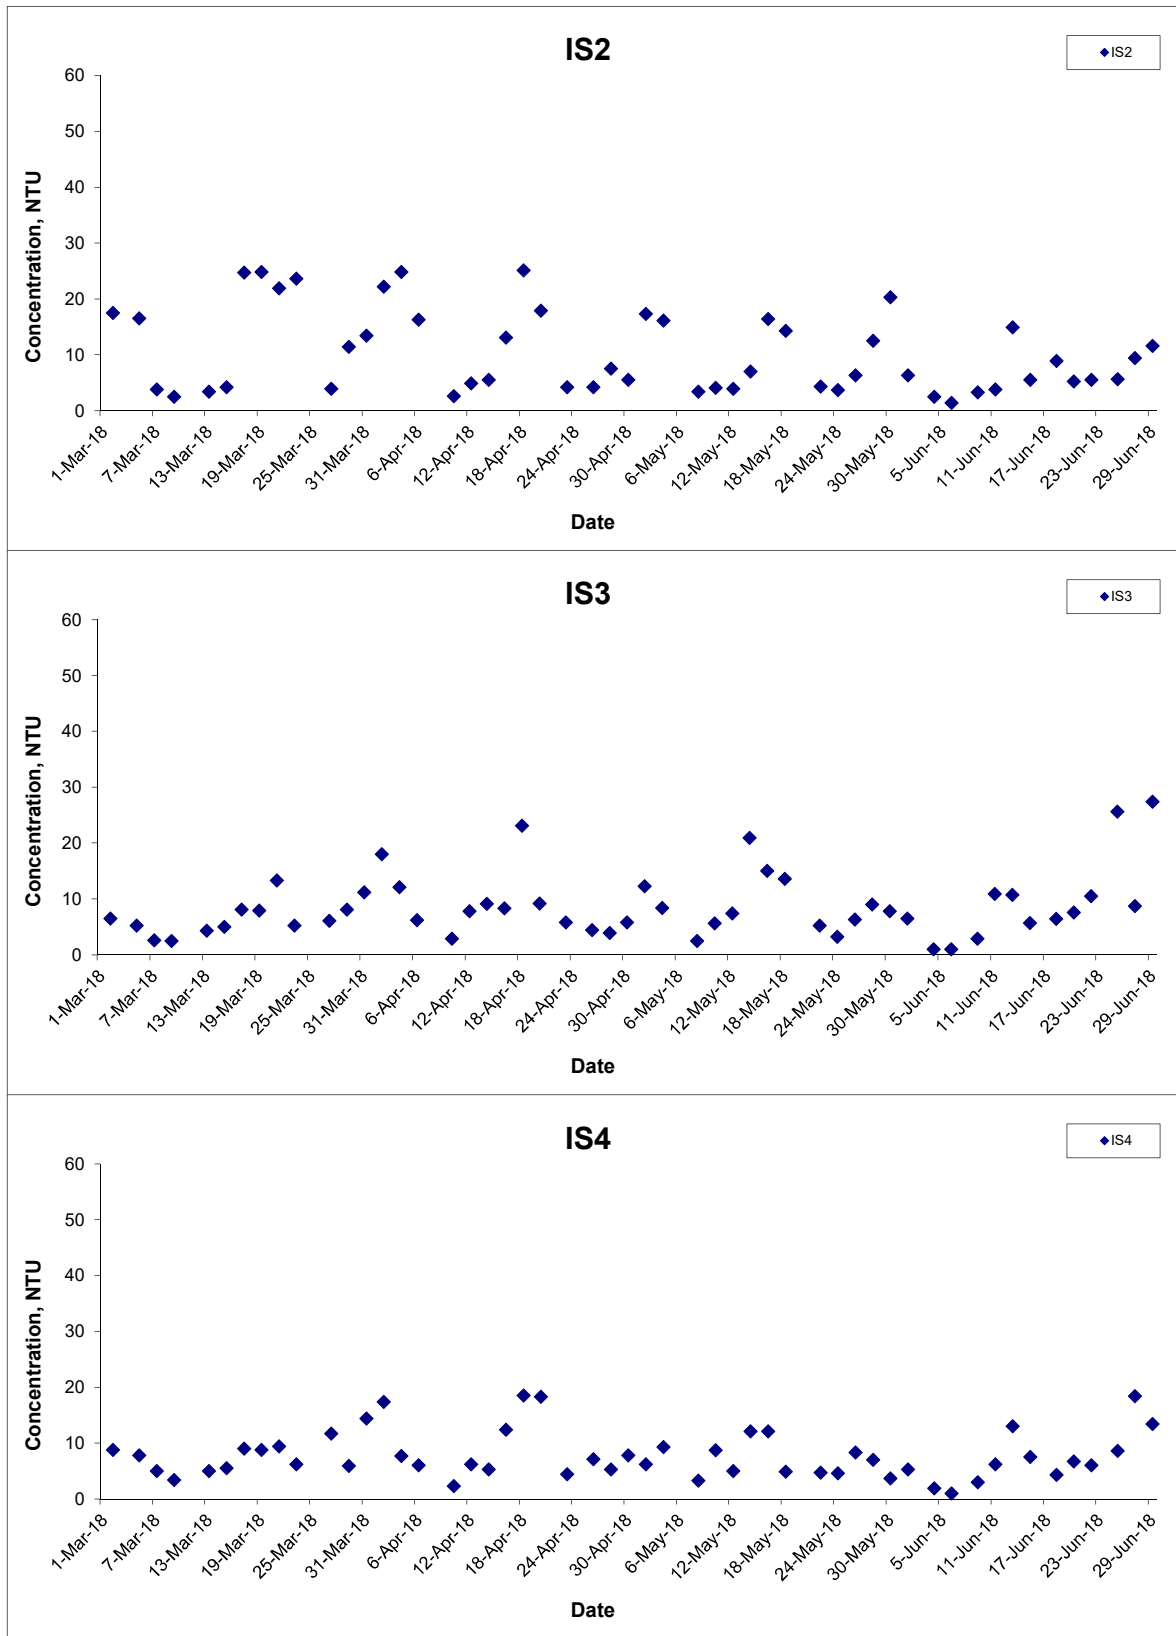 IS2
IS2
Concentration, NTU
60
50
40
30
20
10
0
1-Mar-18
7-Mar-18
13-Mar-18
19-Mar-18
25-Mar-18
31-Mar-18
6-Apr-18
12-Apr-18
18-Apr-18
24-Apr-18
30-Apr-18
6-May-18
12-May-18
18-May-18
24-May-18
30-May-18
5-Jun-18
11-Jun-18
17-Jun-18
23-Jun-18
29-Jun-18
Date
IS3
IS3
Concentration, NTU
60
50
40
30
20
10
0
1-Mar-18
7-Mar-18
13-Mar-18
19-Mar-18
25-Mar-18
31-Mar-18
6-Apr-18
12-Apr-18
18-Apr-18
24-Apr-18
30-Apr-18
6-May-18
12-May-18
18-May-18
24-May-18
30-May-18
5-Jun-18
11-Jun-18
17-Jun-18
23-Jun-18
29-Jun-18
Date
IS4
IS4
Concentration, NTU
60
50
40
30
20
10
0
1-Mar-18
7-Mar-18
13-Mar-18
19-Mar-18
25-Mar-18
31-Mar-18
6-Apr-18
12-Apr-18
18-Apr-18
24-Apr-18
30-Apr-18
6-May-18
12-May-18
18-May-18
24-May-18
30-May-18
5-Jun-18
11-Jun-18
17-Jun-18
23-Jun-18
29-Jun-18
Date